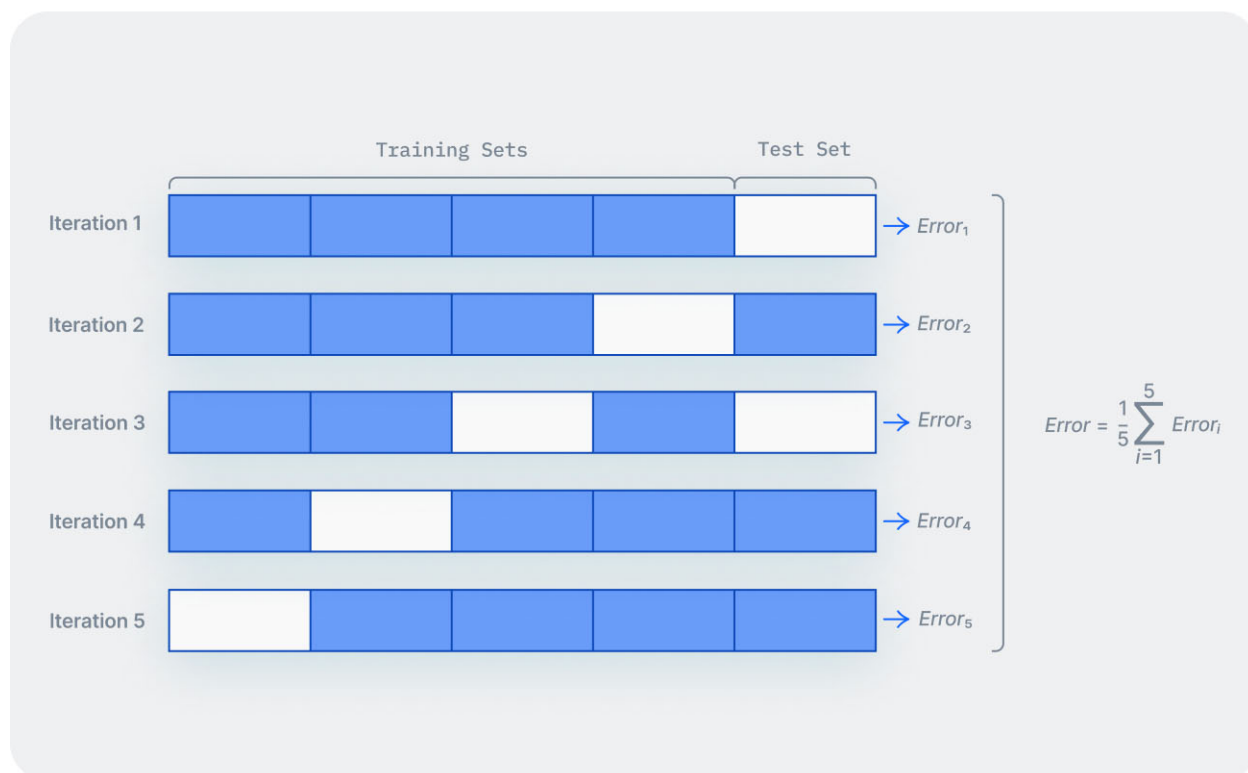 Training Sets
Test Set
Iteration 1
Error₁
Iteration 2
Error₂
Iteration 3
Error₃
Iteration 4
Error₄
Iteration 5
Error₅
5
Error = 1/5 ∑ Errorᵢ
i=1